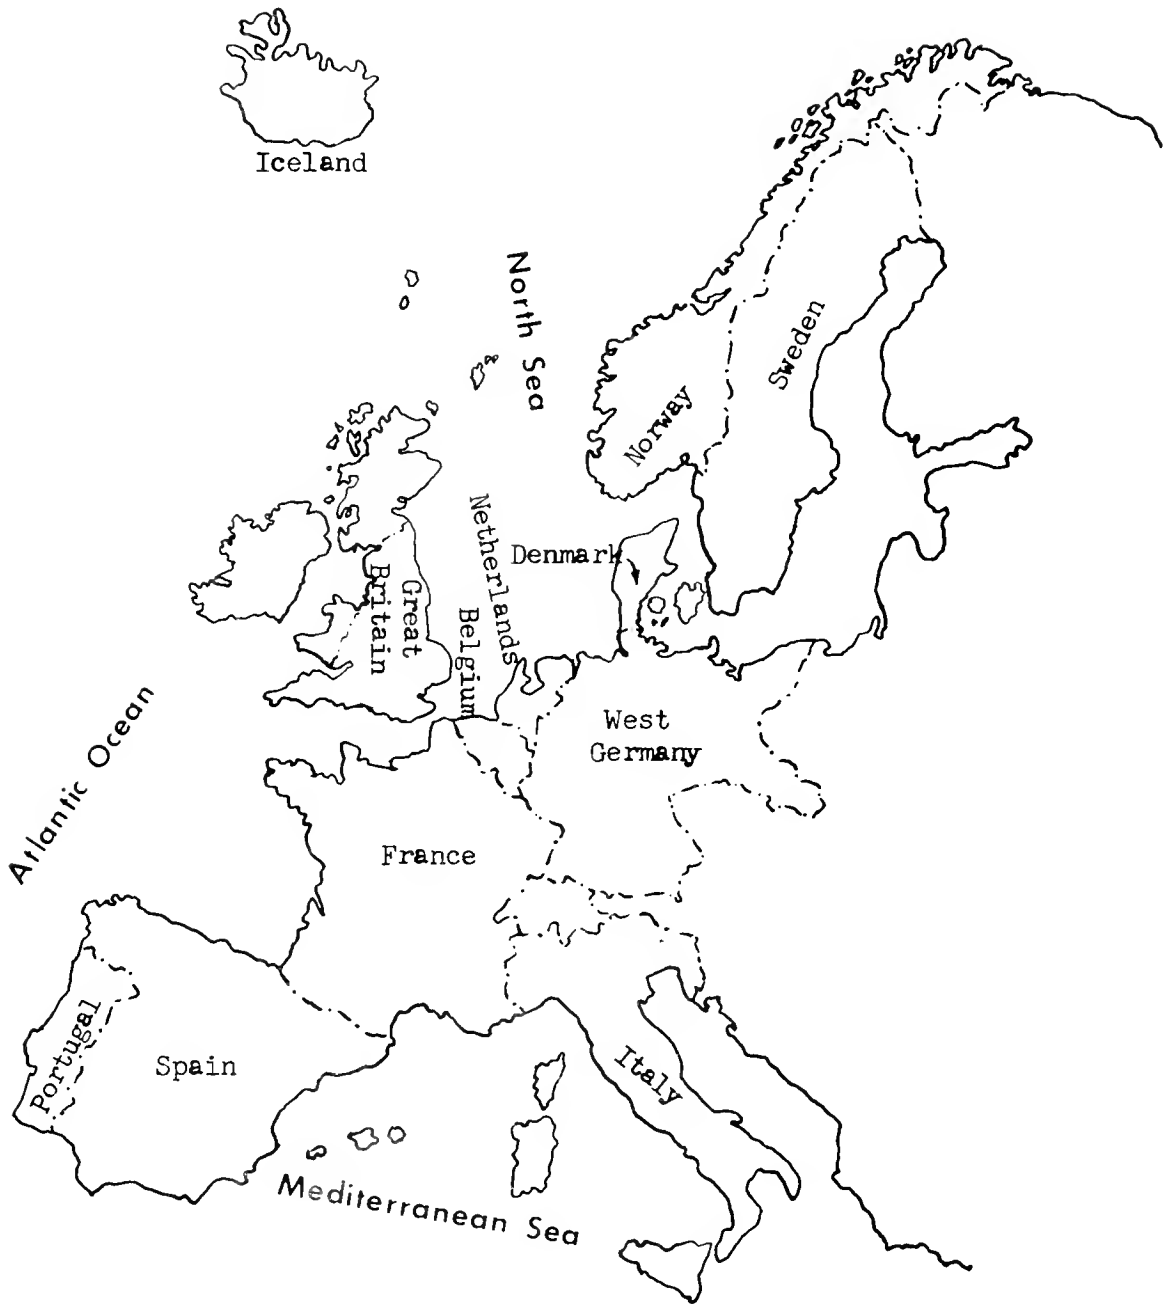 Iceland
North Sea
Sweden
Norway
Netherlands
Denmark
Great
Britain
Belgium
Atlantic Ocean
West
Germany
France
Portugal
Spain
Italy
Mediterranean Sea